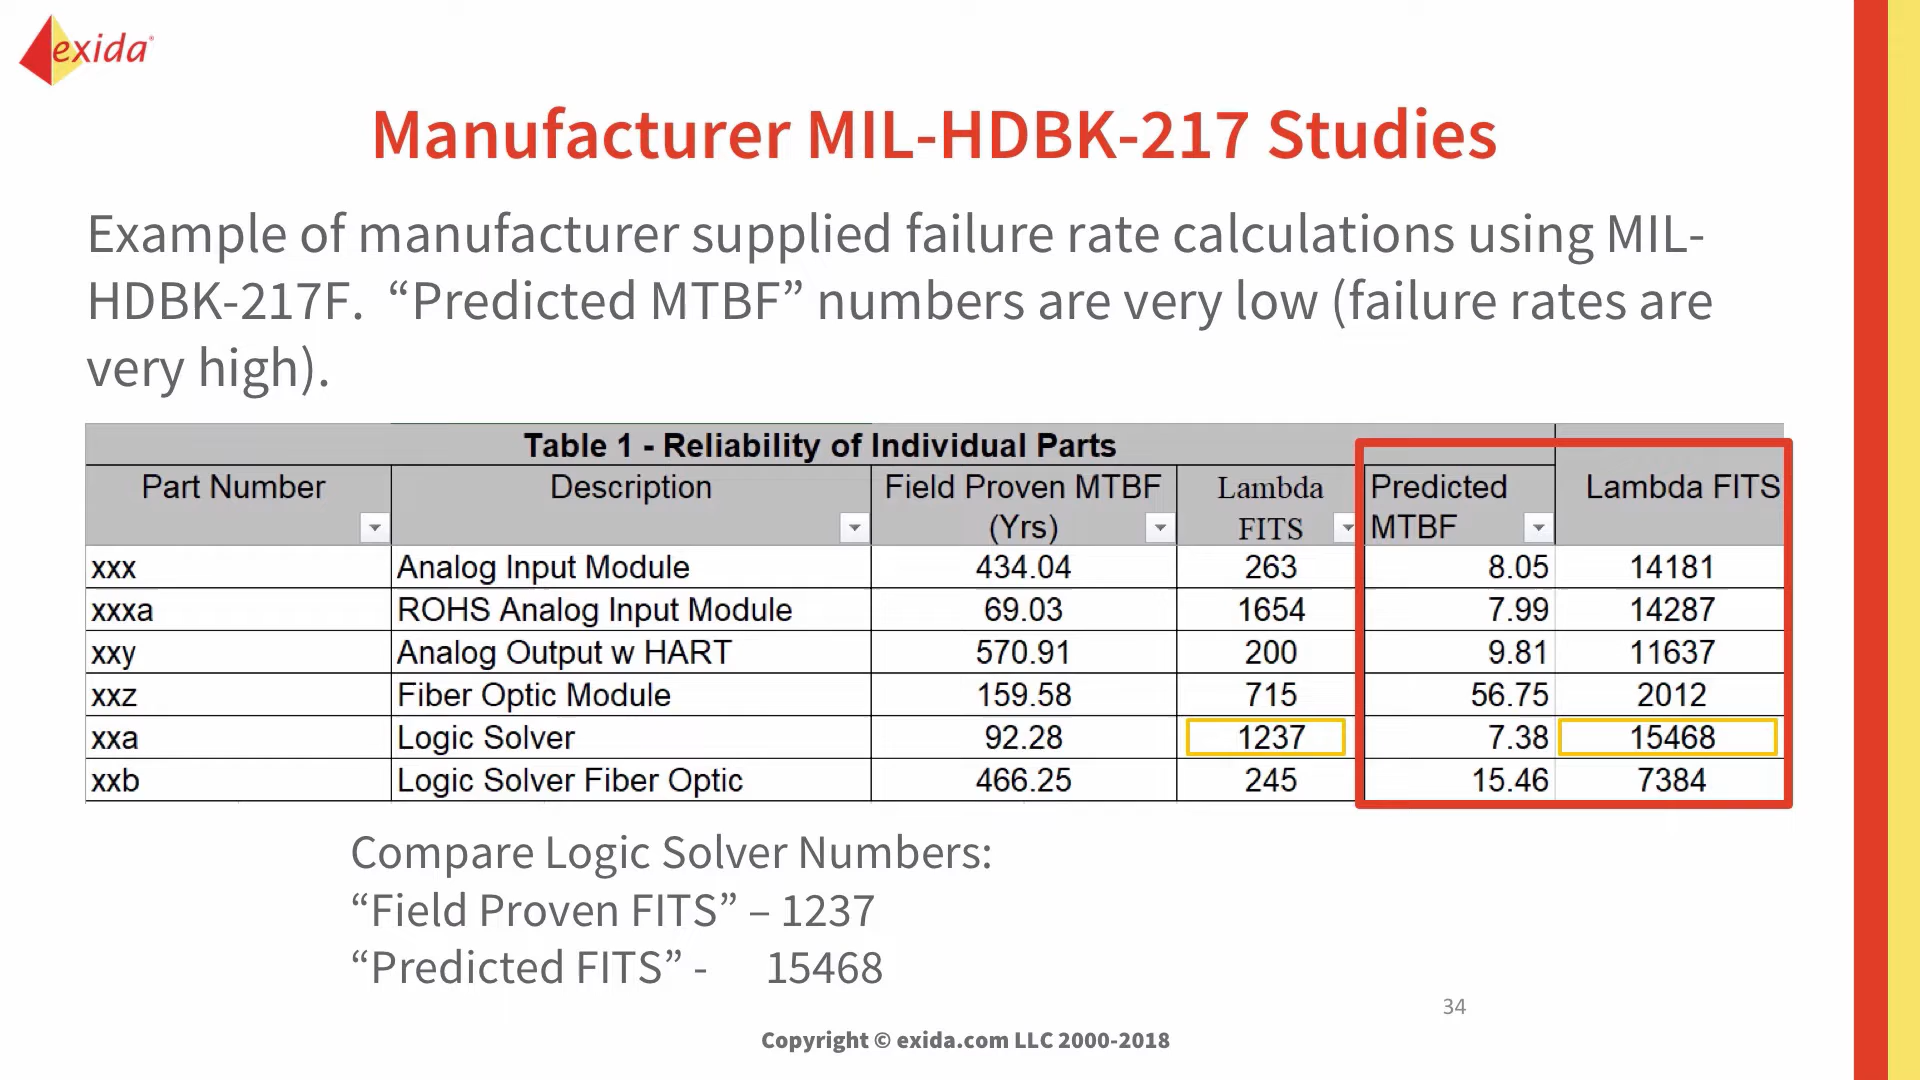 exida
Manufacturer MIL-HDBK-217 Studies
Example of manufacturer supplied failure rate calculations using MIL-
HDBK-217F. “Predicted MTBF” numbers are very low (failure rates are
very high).
Table 1 - Reliability of Individual Parts
Part Number Description Field Proven MTBF (Yrs) Lambda FITS Predicted MTBF Lambda FITS
xxx Analog Input Module 434.04 263 8.05 14181
xxxa ROHS Analog Input Module 69.03 1654 7.99 14287
xxy Analog Output w HART 570.91 200 9.81 11637
xxz Fiber Optic Module 159.58 715 56.75 2012
xxa Logic Solver 92.28 1237 7.38 15468
xxb Logic Solver Fiber Optic 466.25 245 15.46 7384
Compare Logic Solver Numbers:
“Field Proven FITS” – 1237
“Predicted FITS” - 15468
34
Copyright © exida.com LLC 2000-2018